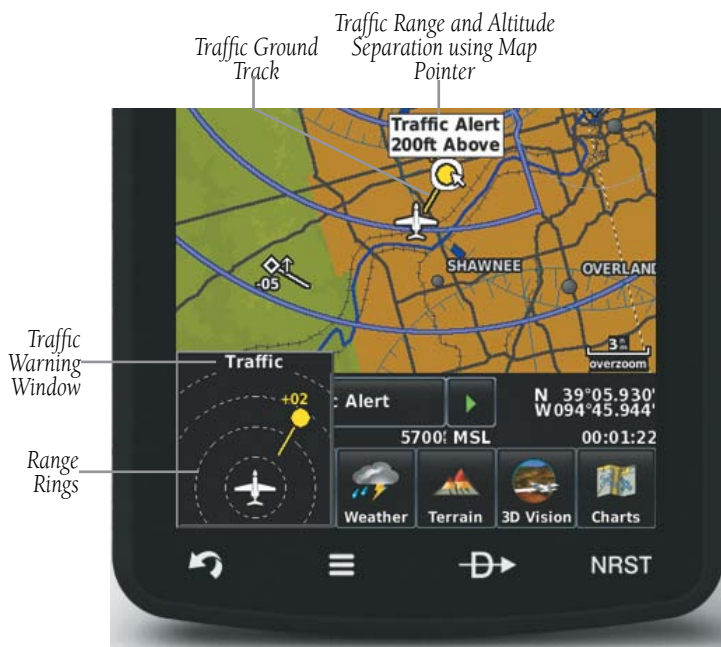 Traffic Ground
Track
Traffic Range and Altitude
Separation using Map
Pointer
Traffic Alert
200ft Above
SHAWNEE
OVERLAND
-05
3 nm
overzoom
Traffic
Warning
Window
Traffic
+02
Range
Rings
Alert
N 39°05.930'
W094°45.944'
5700ft MSL
00:01:22
Weather
Terrain
3D Vision
Charts
NRST